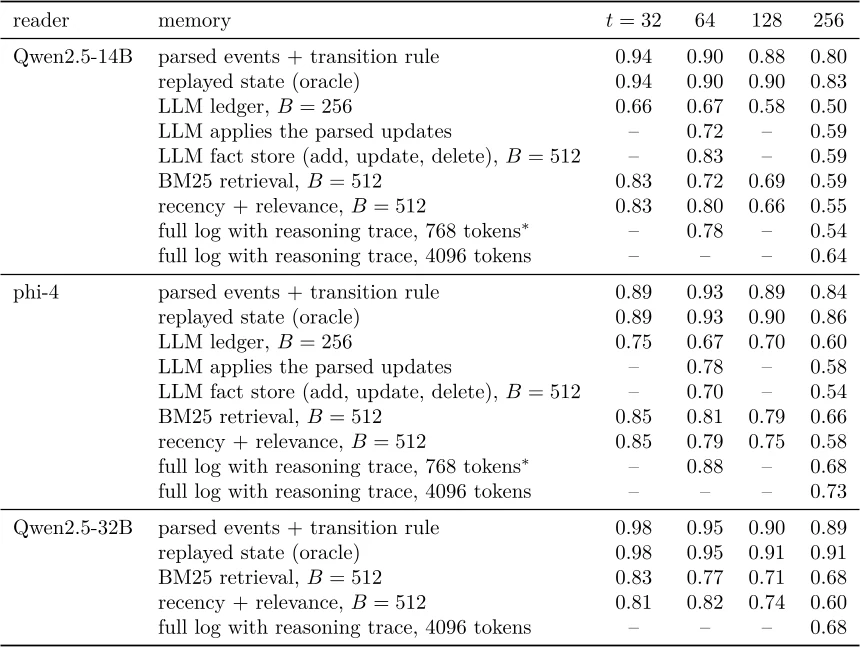 reader memory t = 32 64 128 256
Qwen2.5-14B parsed events + transition rule 0.94 0.90 0.88 0.80
replayed state (oracle) 0.94 0.90 0.90 0.83
LLM ledger, B = 256 0.66 0.67 0.58 0.50
LLM applies the parsed updates – 0.72 – 0.59
LLM fact store (add, update, delete), B = 512 – 0.83 – 0.59
BM25 retrieval, B = 512 0.83 0.72 0.69 0.59
recency + relevance, B = 512 0.83 0.80 0.66 0.55
full log with reasoning trace, 768 tokens* – 0.78 – 0.54
full log with reasoning trace, 4096 tokens – – – 0.64
phi-4 parsed events + transition rule 0.89 0.93 0.89 0.84
replayed state (oracle) 0.89 0.93 0.90 0.86
LLM ledger, B = 256 0.75 0.67 0.70 0.60
LLM applies the parsed updates – 0.78 – 0.58
LLM fact store (add, update, delete), B = 512 – 0.70 – 0.54
BM25 retrieval, B = 512 0.85 0.81 0.79 0.66
recency + relevance, B = 512 0.85 0.79 0.75 0.58
full log with reasoning trace, 768 tokens* – 0.88 – 0.68
full log with reasoning trace, 4096 tokens – – – 0.73
Qwen2.5-32B parsed events + transition rule 0.98 0.95 0.90 0.89
replayed state (oracle) 0.98 0.95 0.91 0.91
BM25 retrieval, B = 512 0.83 0.77 0.71 0.68
recency + relevance, B = 512 0.81 0.82 0.74 0.60
full log with reasoning trace, 4096 tokens – – – 0.68